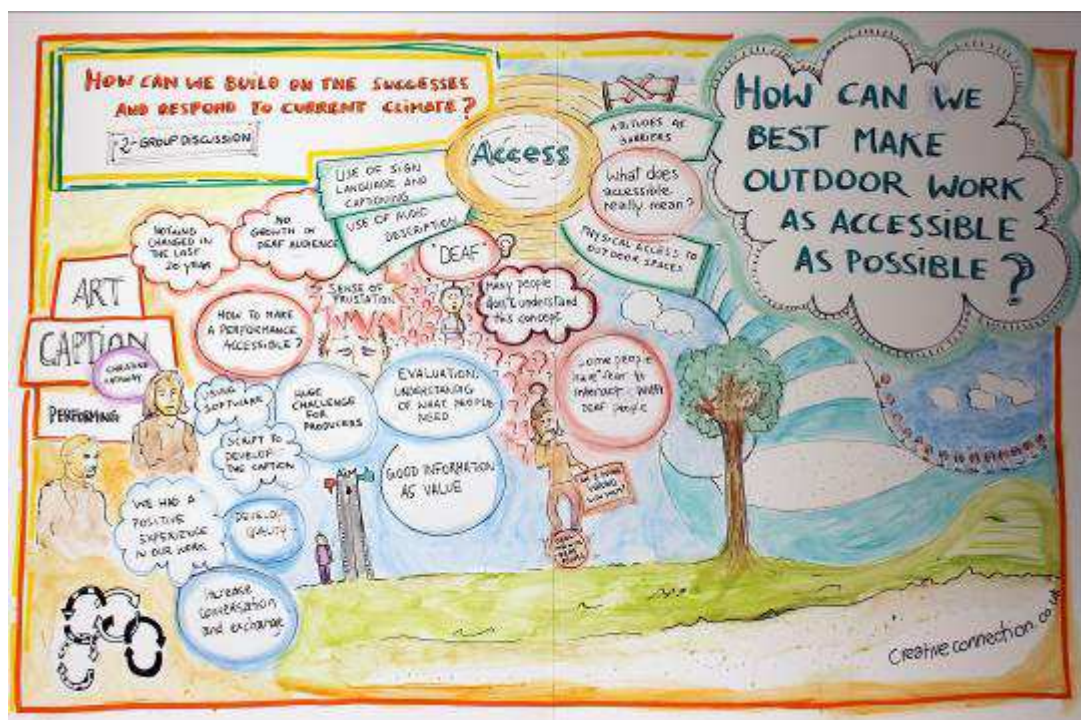 HOW CAN WE BUILD ON THE SUCCESSES
AND RESPOND TO CURRENT CLIMATE?
-2- GROUP DISCUSSION
Access
ATITUDES AS
BARRIERS
What does
accessible
really mean?
PHYSICAL ACCESS TO
OUTDOOR SPACES
HOW CAN WE
BEST MAKE
OUTDOOR WORK
AS ACCESSIBLE
AS POSSIBLE?
USE OF SIGN
LANGUAGE AND
CAPTIONING
USE OF AUDIO
DESCRIPTION
NO
GROWTH IN
DEAF AUDIENCE
NOTHING
CHANGED IN
THE LAST
20 YEAR
"DEAF"
Many people
don't understand
this concept
SENSE OF
FRUSTATION
HOW TO MAKE
A PERFORMANCE
ACCESSIBLE?
ART
CAPTION
PERFORMING
USING
SOFTWARE
HUGE
CHALLENGE
FOR
PRODUCERS
EVALUATION,
UNDERSTANDING
OF WHAT PEOPLE
NEED
Some people
have fear to
interact with
DEAF people
SCRIPT TO
DEVELOP
THE CAPTION
AIM
GOOD INFORMATION
AS VALUE
WE HAD A
POSITIVE
EXPERIENCE
IN OUR WORK
DEVELOP
QUALITY
Increase
conversation
and exchange
Creativeconnection.co.uk